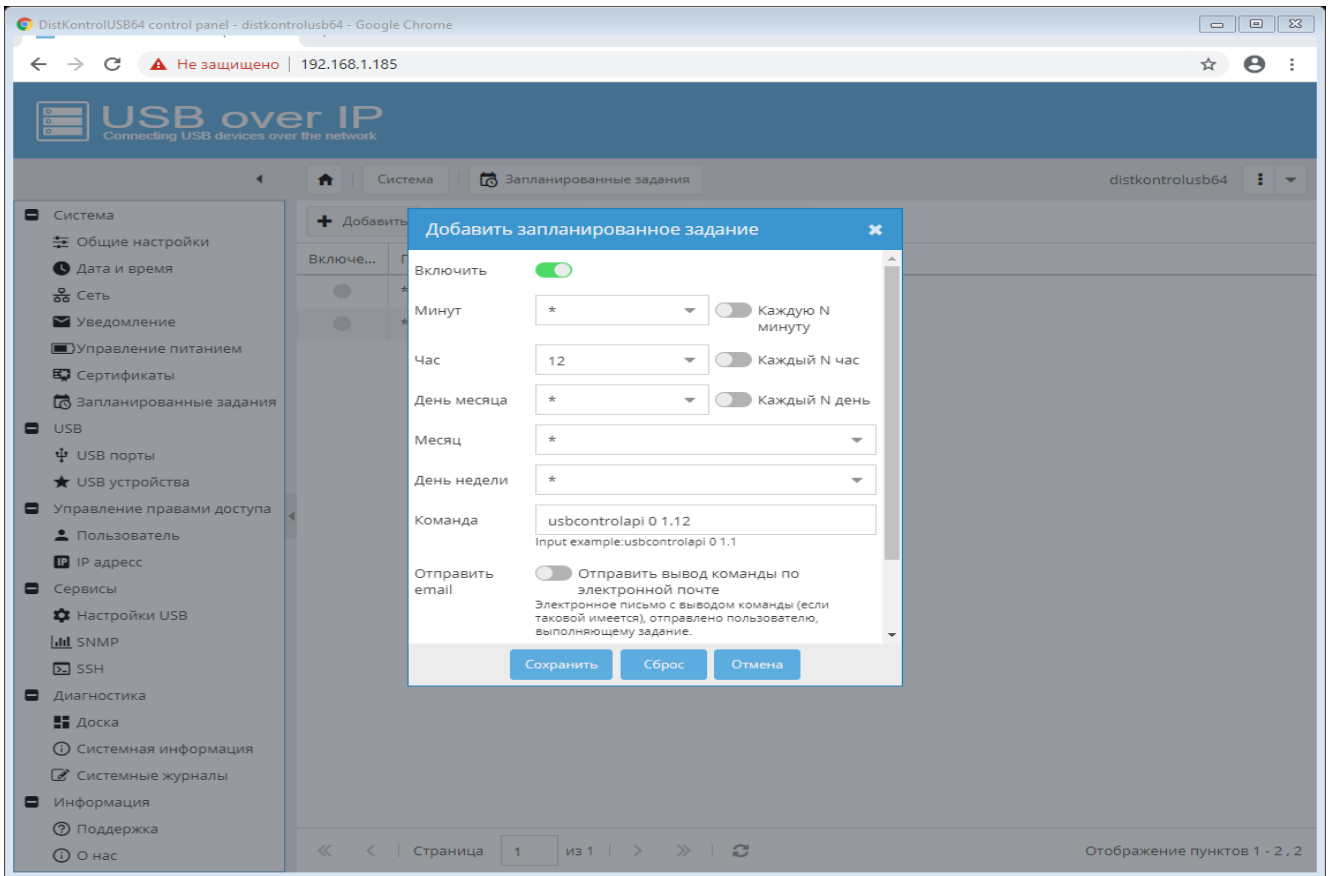 DistKontrolUSB64 control panel - distkontrolusb64 - Google Chrome
Не защищено 192.168.1.185
USB over IP
Connecting USB devices over the network
Система Запланированные задания distkontrolusb64
Система
Общие настройки
Дата и время
Сеть
Уведомление
Управление питанием
Сертификаты
Запланированные задания
USB
USB порты
USB устройства
Управление правами доступа
Пользователь
IP адресс
Сервисы
Настройки USB
SNMP
SSH
Диагностика
Доска
Системная информация
Системные журналы
Информация
Поддержка
О нас
Добавить
Включе...
Добавить запланированное задание
Включить
Минут * Каждую N
минуту
Час 12 Каждый N час
День месяца * Каждый N день
Месяц *
День недели *
Команда usbcontrolapi 0 1.12
Input example:usbcontrolapi 0 1.1
Отправить Отправить вывод команды по
email электронной почте
Электронное письмо с выводом команды (если
таковой имеется), отправлено пользователю,
выполняющему задание.
Сохранить Сброс Отмена
Страница 1 из 1 Отображение пунктов 1 - 2 , 2